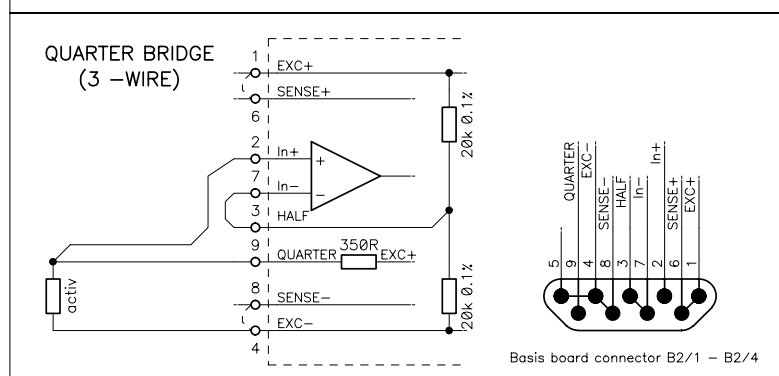 QUARTER BRIDGE
(3 –WIRE)
1
EXC+
SENSE+
6
2
In+
+
7
In-
–
3
HALF
9
QUARTER
350R
EXC+
8
SENSE-
EXC-
4
activ
20k 0.1%
20k 0.1%
QUARTER
EXC-
SENSE-
HALF
In-
In+
SENSE+
EXC+
5
9
4
8
3
7
2
6
1
Basis board connector B2/1 – B2/4